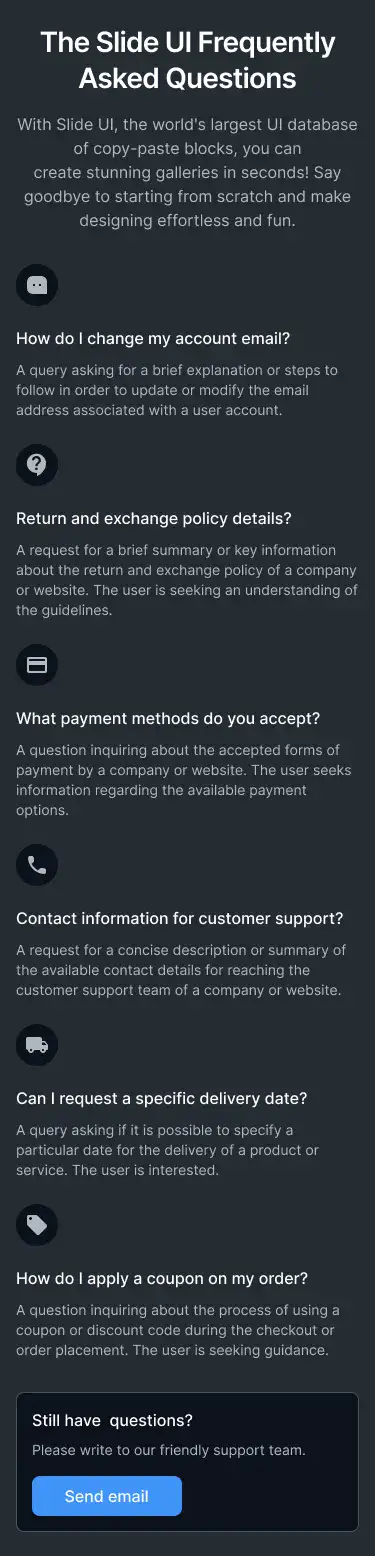 The Slide UI Frequently
Asked Questions
With Slide UI, the world's largest UI database
of copy-paste blocks, you can
create stunning galleries in seconds! Say
goodbye to starting from scratch and make
designing effortless and fun.
How do I change my account email?
A query asking for a brief explanation or steps to
follow in order to update or modify the email
address associated with a user account.
Return and exchange policy details?
A request for a brief summary or key information
about the return and exchange policy of a company
or website. The user is seeking an understanding of
the guidelines.
What payment methods do you accept?
A question inquiring about the accepted forms of
payment by a company or website. The user seeks
information regarding the available payment
options.
Contact information for customer support?
A request for a concise description or summary of
the available contact details for reaching the
customer support team of a company or website.
Can I request a specific delivery date?
A query asking if it is possible to specify a
particular date for the delivery of a product or
service. The user is interested.
How do I apply a coupon on my order?
A question inquiring about the process of using a
coupon or discount code during the checkout or
order placement. The user is seeking guidance.
Still have  questions?
Please write to our friendly support team.
Send email